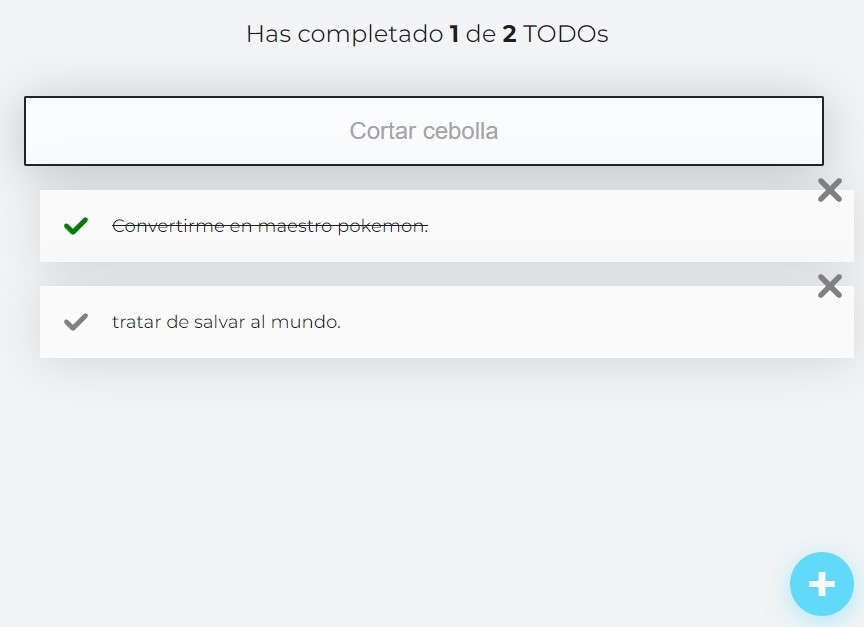 Has completado 1 de 2 TODOs
Cortar cebolla
Convertirme en maestro pokemon.
tratar de salvar al mundo.